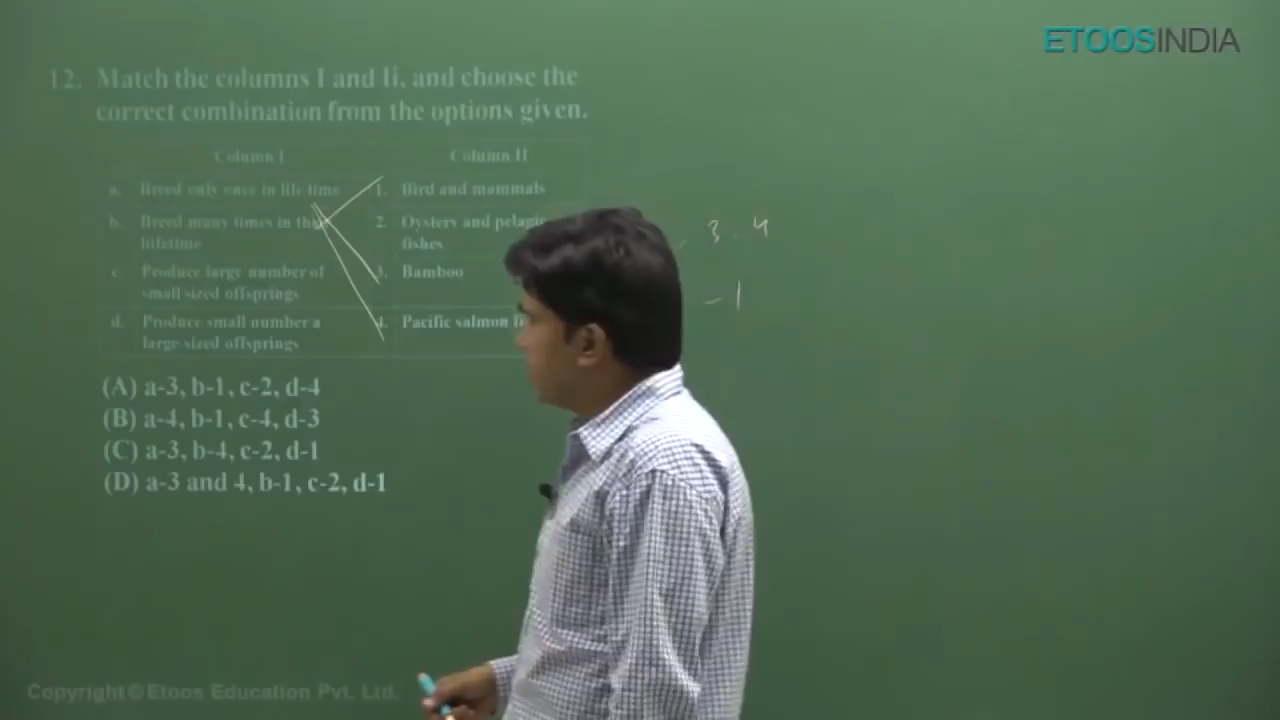 ETOOSINDIA
12. Match the columns I and Ii, and choose the
correct combination from the options given.
Column I Column II
a. Breed only once in life time 1. Bird and mammals
b. Breed many times in their 2. Oysters and pelagic
lifetime fishes
c. Produce large number of 3. Bamboo
small sized offsprings
d. Produce small number a 4. Pacific salmon
large-sized offsprings
(A) a-3, b-1, c-2, d-4
(B) a-4, b-1, c-4, d-3
(C) a-3, b-4, c-2, d-1
(D) a-3 and 4, b-1, c-2, d-1
3 . 4
- 1
Copyright © Etoos Education Pvt. Ltd.